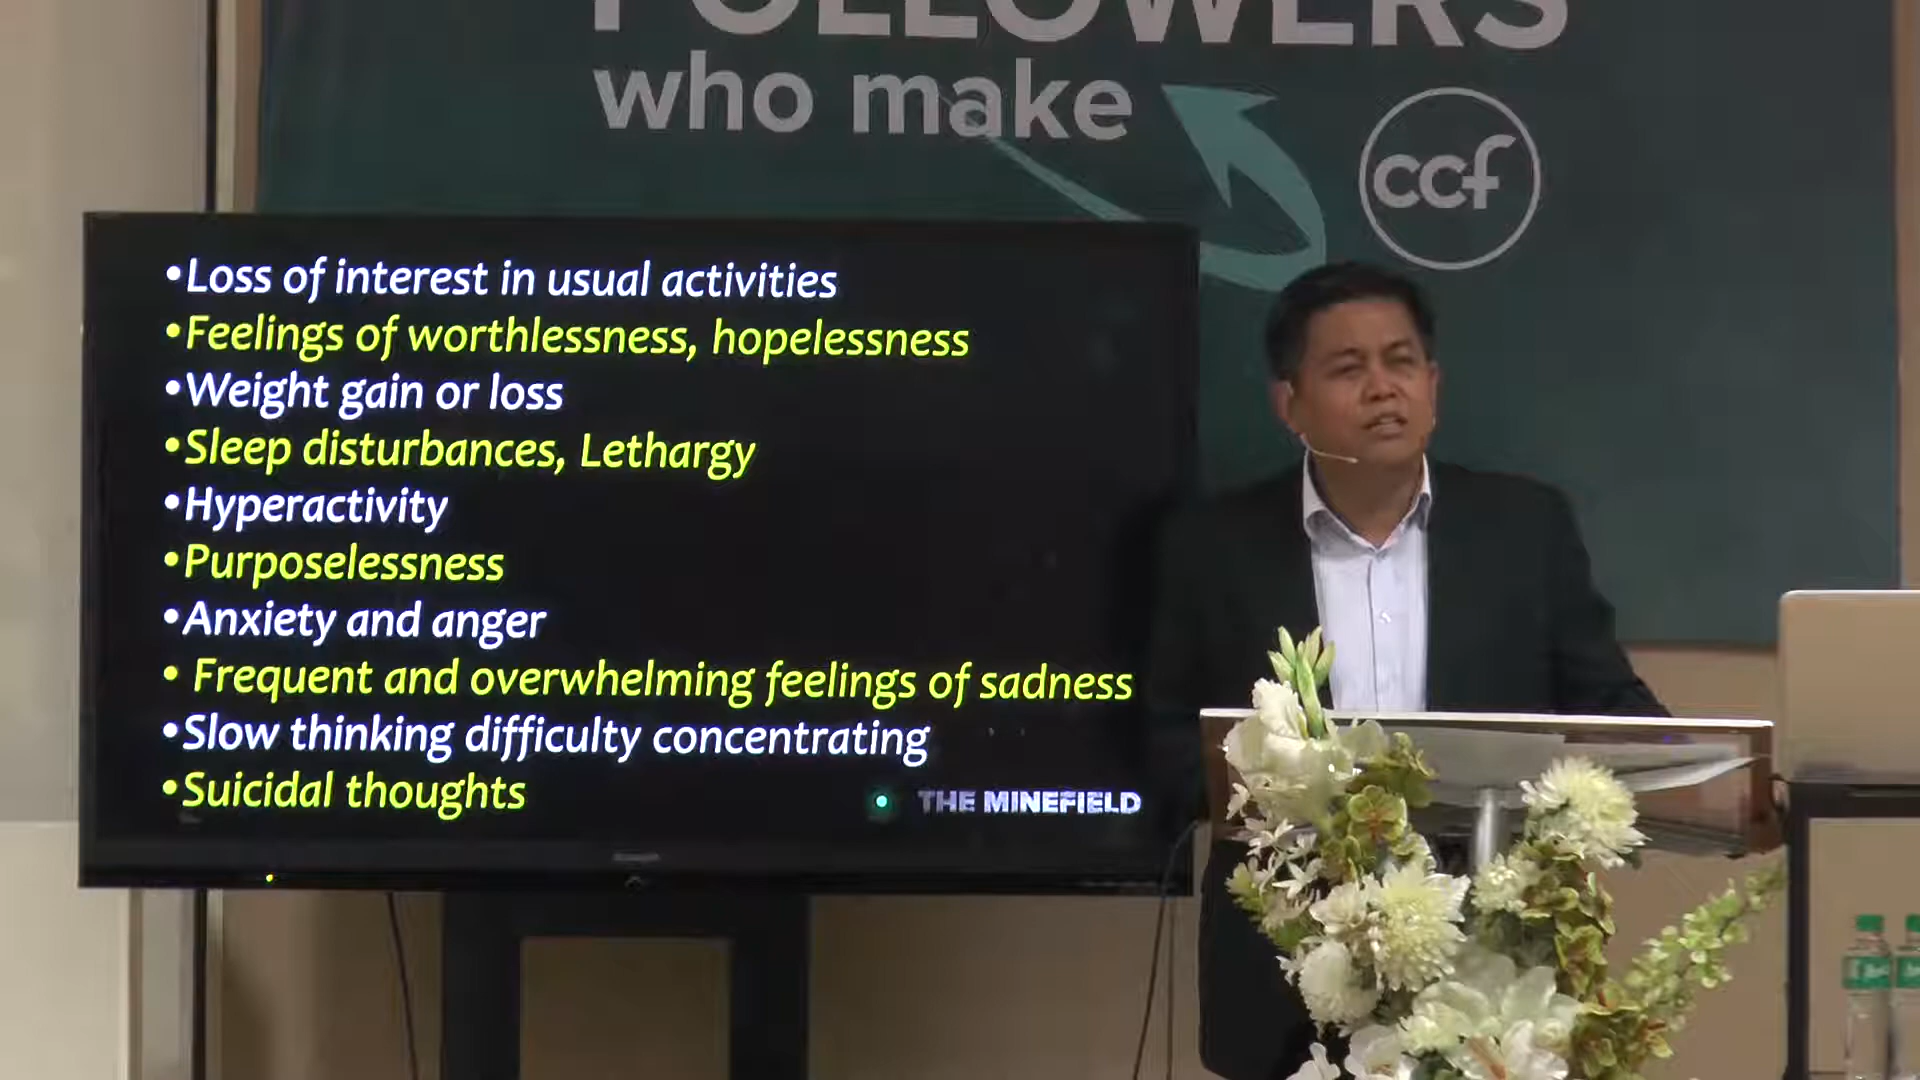 FOLLOWERS
who make
ccf
•Loss of interest in usual activities
•Feelings of worthlessness, hopelessness
•Weight gain or loss
•Sleep disturbances, Lethargy
•Hyperactivity
•Purposelessness
•Anxiety and anger
• Frequent and overwhelming feelings of sadness
•Slow thinking difficulty concentrating
•Suicidal thoughts
THE MINEFIELD